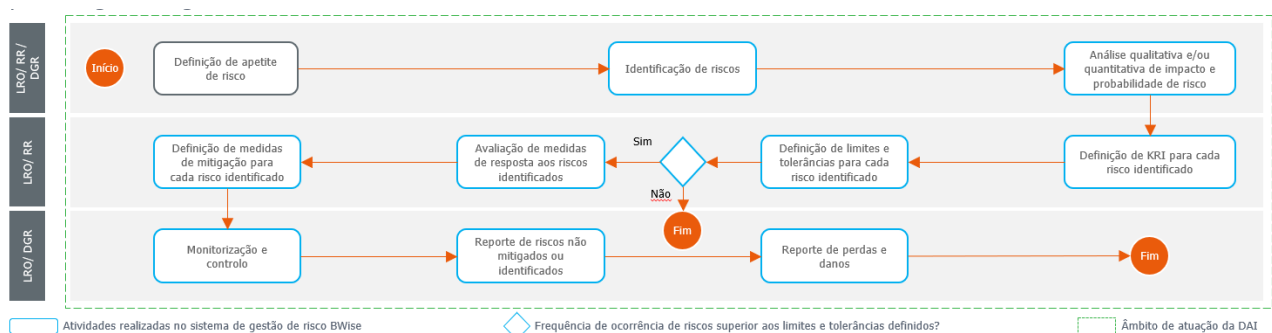 LRO/ RR /
DGR
Início
Definição de apetite
de risco
Identificação de riscos
Análise qualitativa e/ou
quantitativa de impacto e
probabilidade de risco
LRO/ RR
Definição de medidas
de mitigação para
cada risco identificado
Avaliação de medidas
de resposta aos riscos
identificados
Sim
Não
Definição de limites e
tolerâncias para cada
risco identificado
Definição de KRI para cada
risco identificado
LRO/ DGR
Monitorização e
controlo
Reporte de riscos não
mitigados ou
identificados
Fim
Reporte de perdas e
danos
Fim
Atividades realizadas no sistema de gestão de risco BWise
Frequência de ocorrência de riscos superior aos limites e tolerâncias definidos?
Âmbito de atuação da DAI